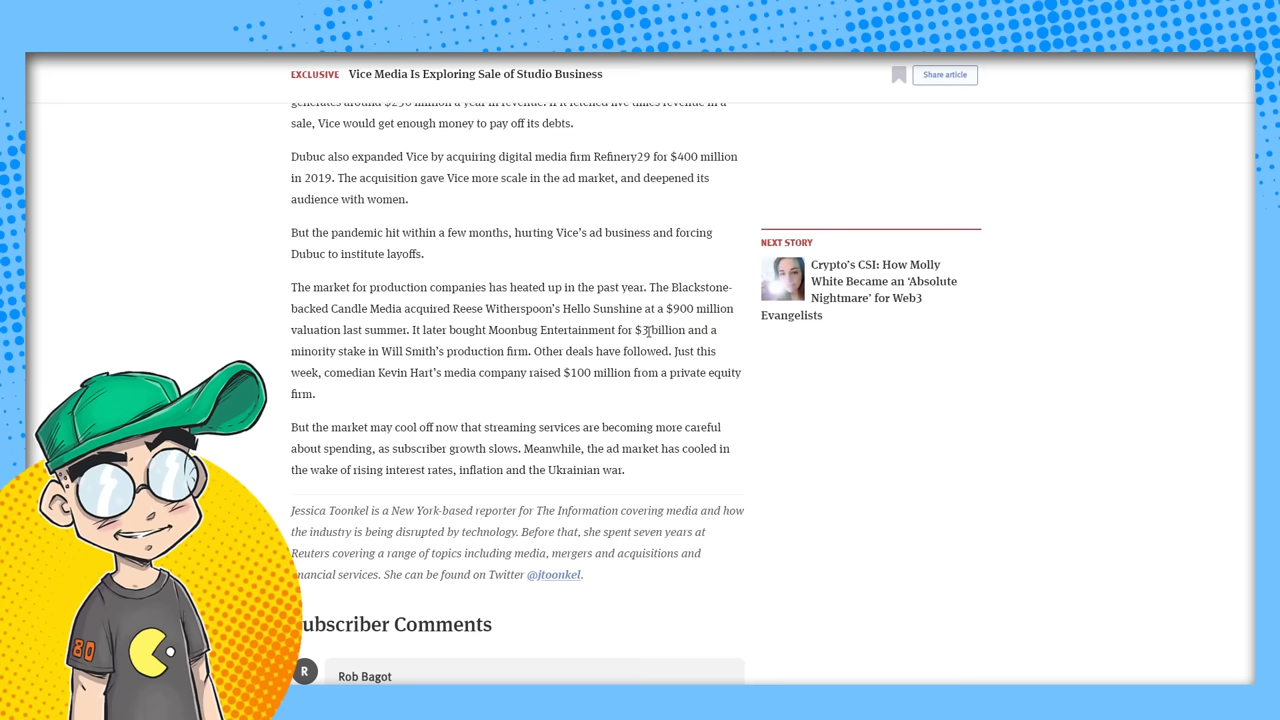 EXCLUSIVE Vice Media Is Exploring Sale of Studio Business
Share article
generates around $250 million a year in revenue. If it fetched five times revenue in a
sale, Vice would get enough money to pay off its debts.
Dubuc also expanded Vice by acquiring digital media firm Refinery29 for $400 million
in 2019. The acquisition gave Vice more scale in the ad market, and deepened its
audience with women.
But the pandemic hit within a few months, hurting Vice’s ad business and forcing
Dubuc to institute layoffs.
The market for production companies has heated up in the past year. The Blackstone-
backed Candle Media acquired Reese Witherspoon’s Hello Sunshine at a $900 million
valuation last summer. It later bought Moonbug Entertainment for $3 billion and a
minority stake in Will Smith’s production firm. Other deals have followed. Just this
week, comedian Kevin Hart’s media company raised $100 million from a private equity
firm.
But the market may cool off now that streaming services are becoming more careful
about spending, as subscriber growth slows. Meanwhile, the ad market has cooled in
the wake of rising interest rates, inflation and the Ukrainian war.
Jessica Toonkel is a New York-based reporter for The Information covering media and how
the industry is being disrupted by technology. Before that, she spent seven years at
Reuters covering a range of topics including media, mergers and acquisitions and
inancial services. She can be found on Twitter @jtoonkel.
ubscriber Comments
R
Rob Bagot
NEXT STORY
Crypto’s CSI: How Molly
White Became an ‘Absolute
Nightmare’ for Web3
Evangelists
80